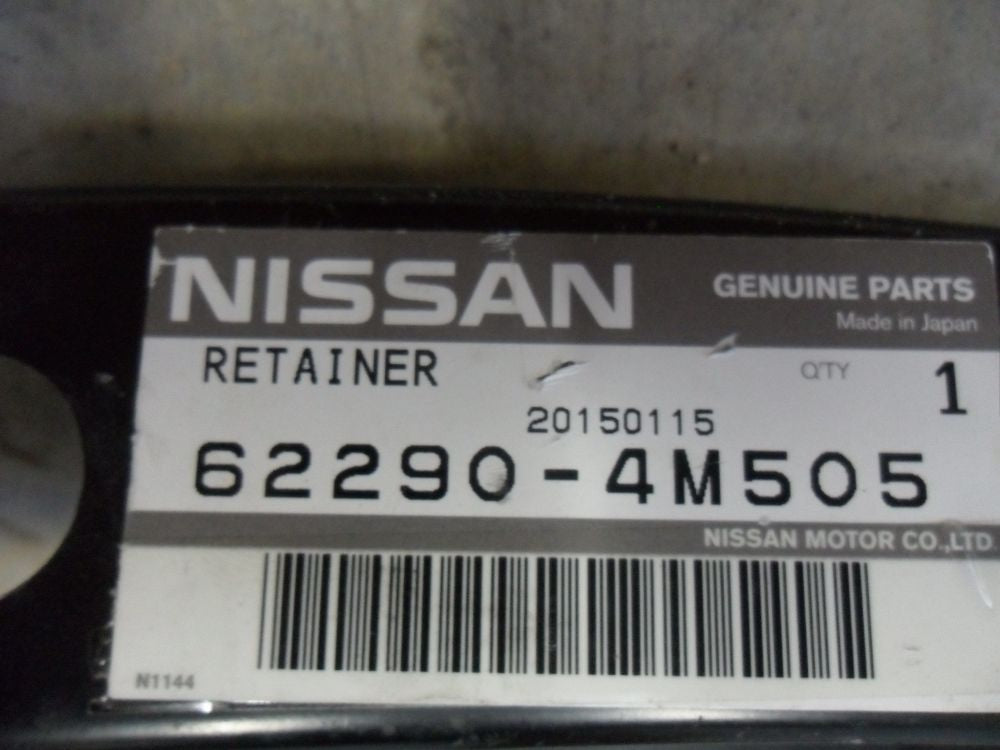 NISSAN
GENUINE PARTS
Made in Japan
RETAINER
Q'TY 1
20150115
62290-4M505
NISSAN MOTOR CO.,LTD
N1144